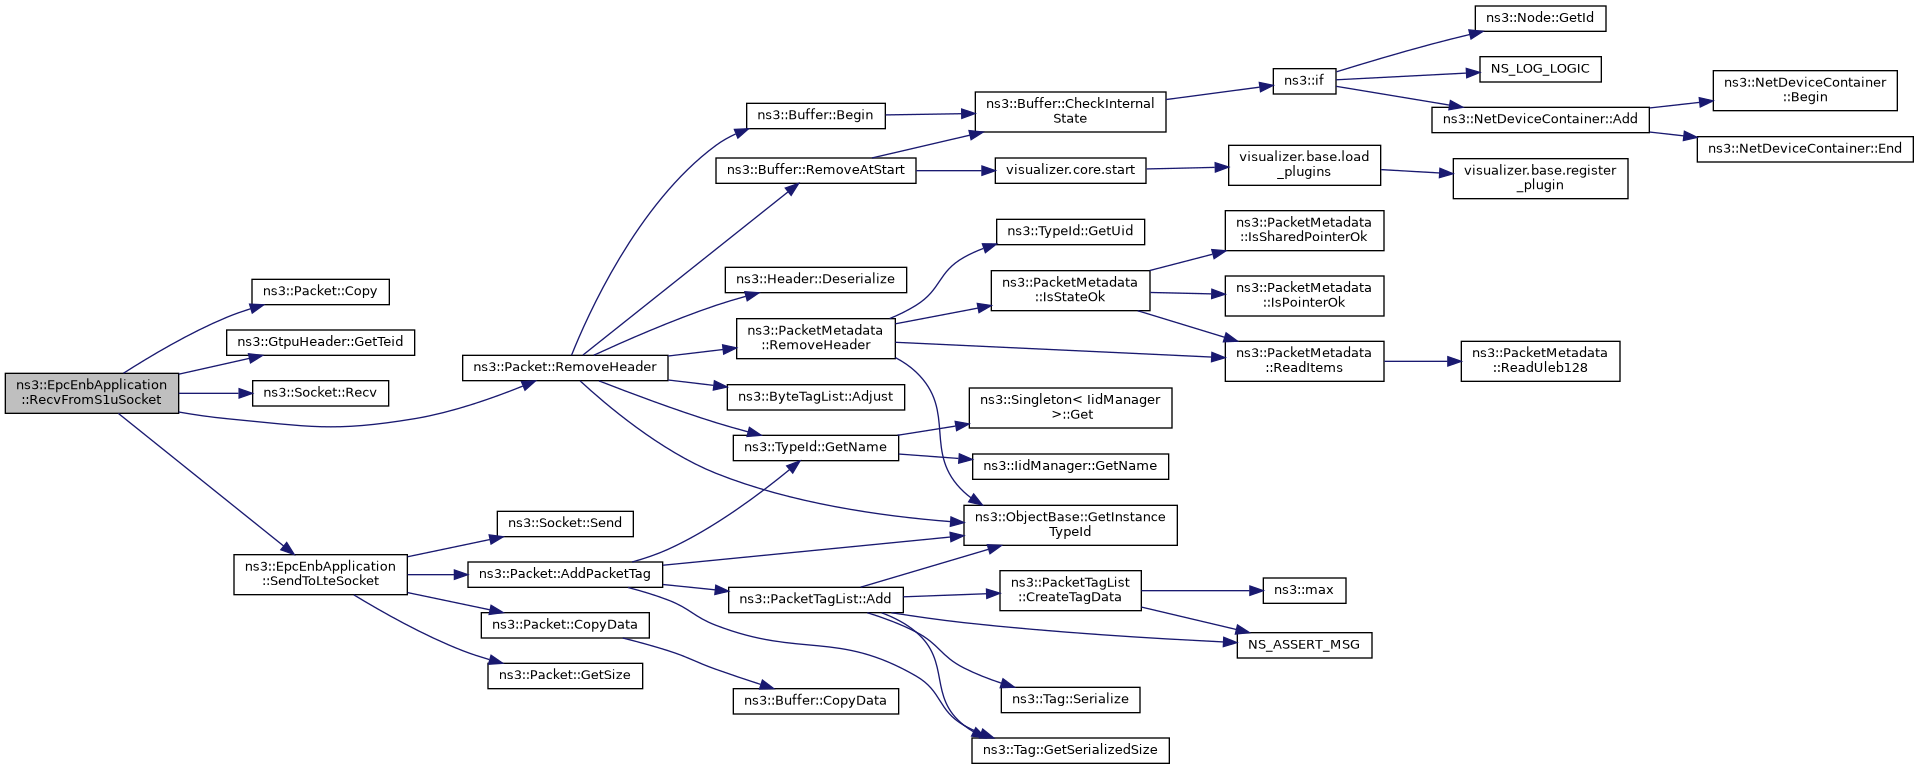 ns3::Node::GetId
NS_LOG_LOGIC
ns3::if
ns3::NetDeviceContainer
::Begin
ns3::Buffer::Begin
ns3::Buffer::CheckInternal
State
ns3::NetDeviceContainer::Add
ns3::NetDeviceContainer::End
ns3::Buffer::RemoveAtStart
visualizer.core.start
visualizer.base.load
_plugins
visualizer.base.register
_plugin
ns3::TypeId::GetUid
ns3::PacketMetadata
::IsSharedPointerOk
ns3::Packet::Copy
ns3::Header::Deserialize
ns3::PacketMetadata
::IsStateOk
ns3::PacketMetadata
::IsPointerOk
ns3::GtpuHeader::GetTeid
ns3::PacketMetadata
::RemoveHeader
ns3::Packet::RemoveHeader
ns3::PacketMetadata
::ReadItems
ns3::PacketMetadata
::ReadUleb128
ns3::EpcEnbApplication
::RecvFromS1uSocket
ns3::Socket::Recv
ns3::ByteTagList::Adjust
ns3::Singleton< IidManager
>::Get
ns3::TypeId::GetName
ns3::IidManager::GetName
ns3::Socket::Send
ns3::ObjectBase::GetInstance
TypeId
ns3::EpcEnbApplication
::SendToLteSocket
ns3::Packet::AddPacketTag
ns3::PacketTagList::Add
ns3::PacketTagList
::CreateTagData
ns3::max
ns3::Packet::CopyData
NS_ASSERT_MSG
ns3::Packet::GetSize
ns3::Buffer::CopyData
ns3::Tag::Serialize
ns3::Tag::GetSerializedSize